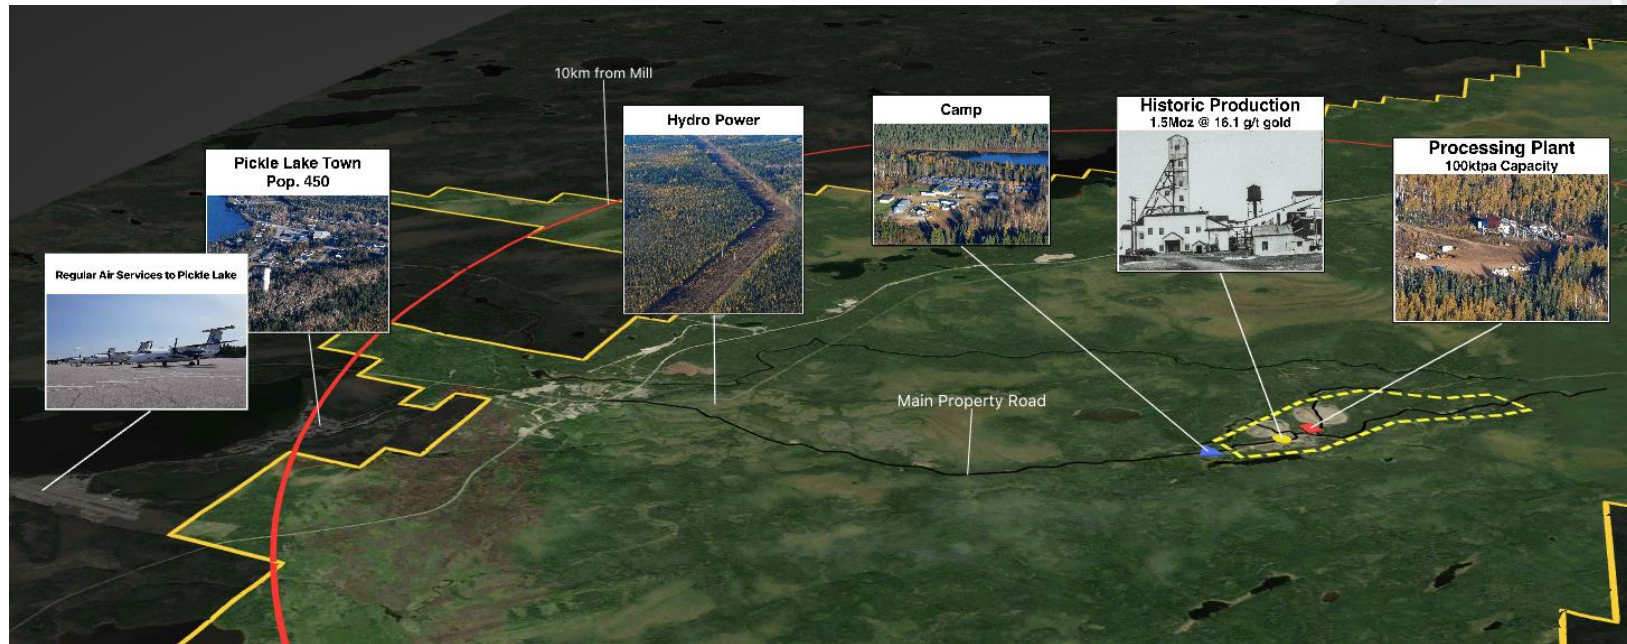 10km from Mill
Hydro Power
Camp
Historic Production
1.5Moz @ 16.1 g/t gold
Processing Plant
100ktpa Capacity
Pickle Lake Town
Pop. 450
Regular Air Services to Pickle Lake
Main Property Road